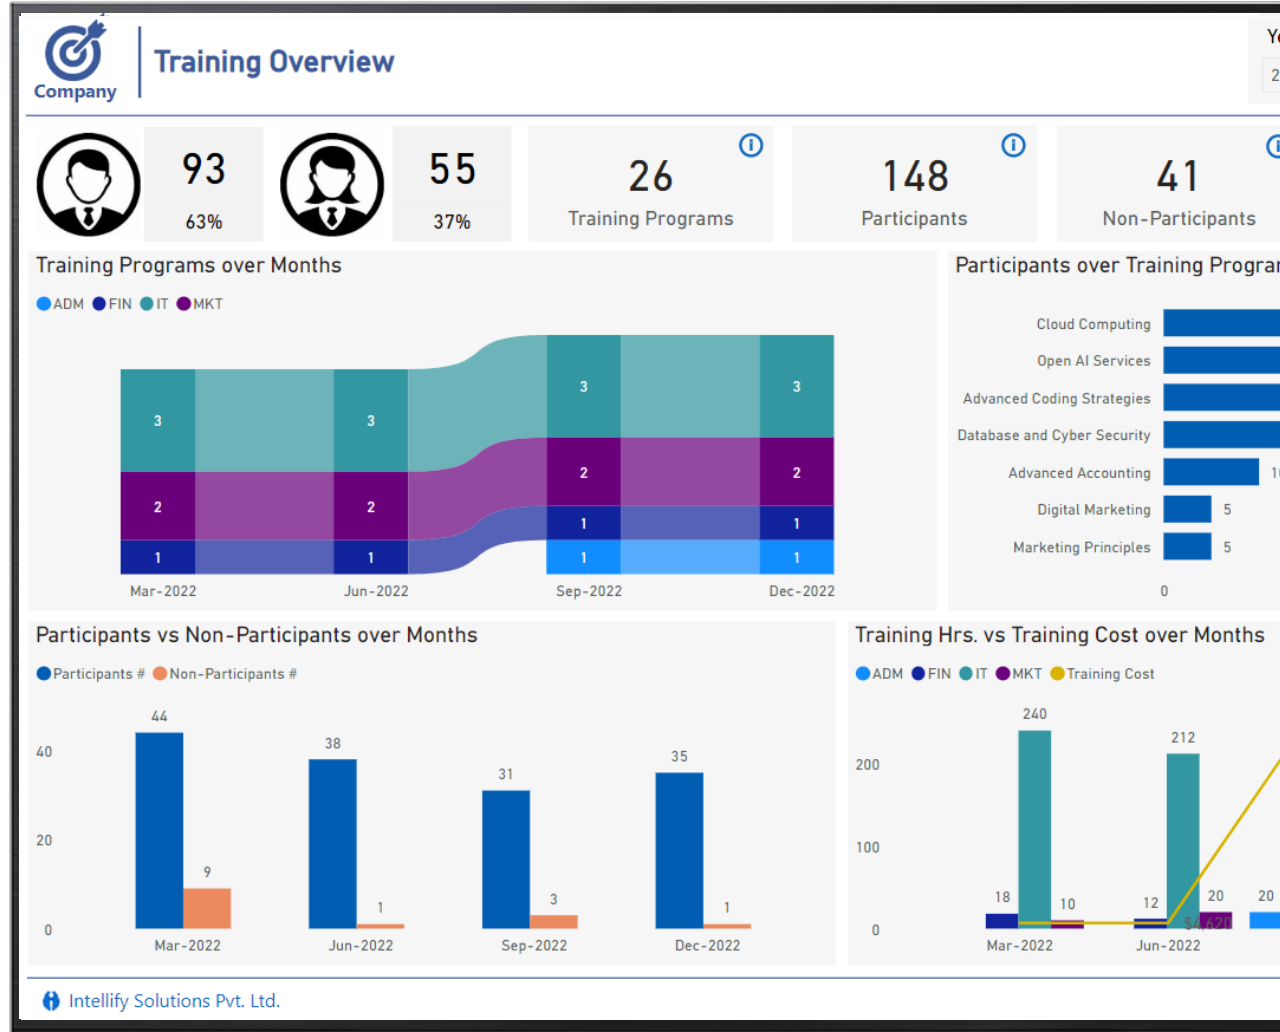 Company
Training Overview
93
63%
55
37%
26
Training Programs
148
Participants
41
Non-Participants
Training Programs over Months
ADM FIN IT MKT
3 3 3 3
2 2 2 2
1 1 1 1
1 1
Mar-2022 Jun-2022 Sep-2022 Dec-2022
Participants over Training
Cloud Computing
Open AI Services
Advanced Coding Strategies
Database and Cyber Security
Advanced Accounting
Digital Marketing 5
Marketing Principles 5
0
Participants vs Non-Participants over Months
Participants # Non-Participants #
44 38 31 35
9 1 3 1
40
20
0
Mar-2022 Jun-2022 Sep-2022 Dec-2022
Training Hrs. vs Training Cost over Months
ADM FIN IT MKT Training Cost
240 212
200
100
18 10 12 20 20
$4,620
0
Mar-2022 Jun-2022
Intellify Solutions Pvt. Ltd.